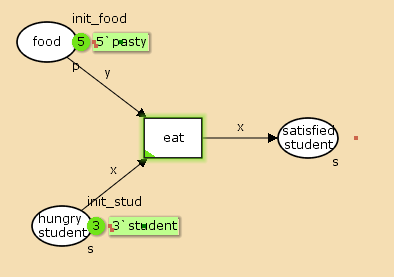 init_food
food
5
5`pasty
p
y
eat
x
satisfied
student
s
x
init_stud
hungry
student
3
3`student
s